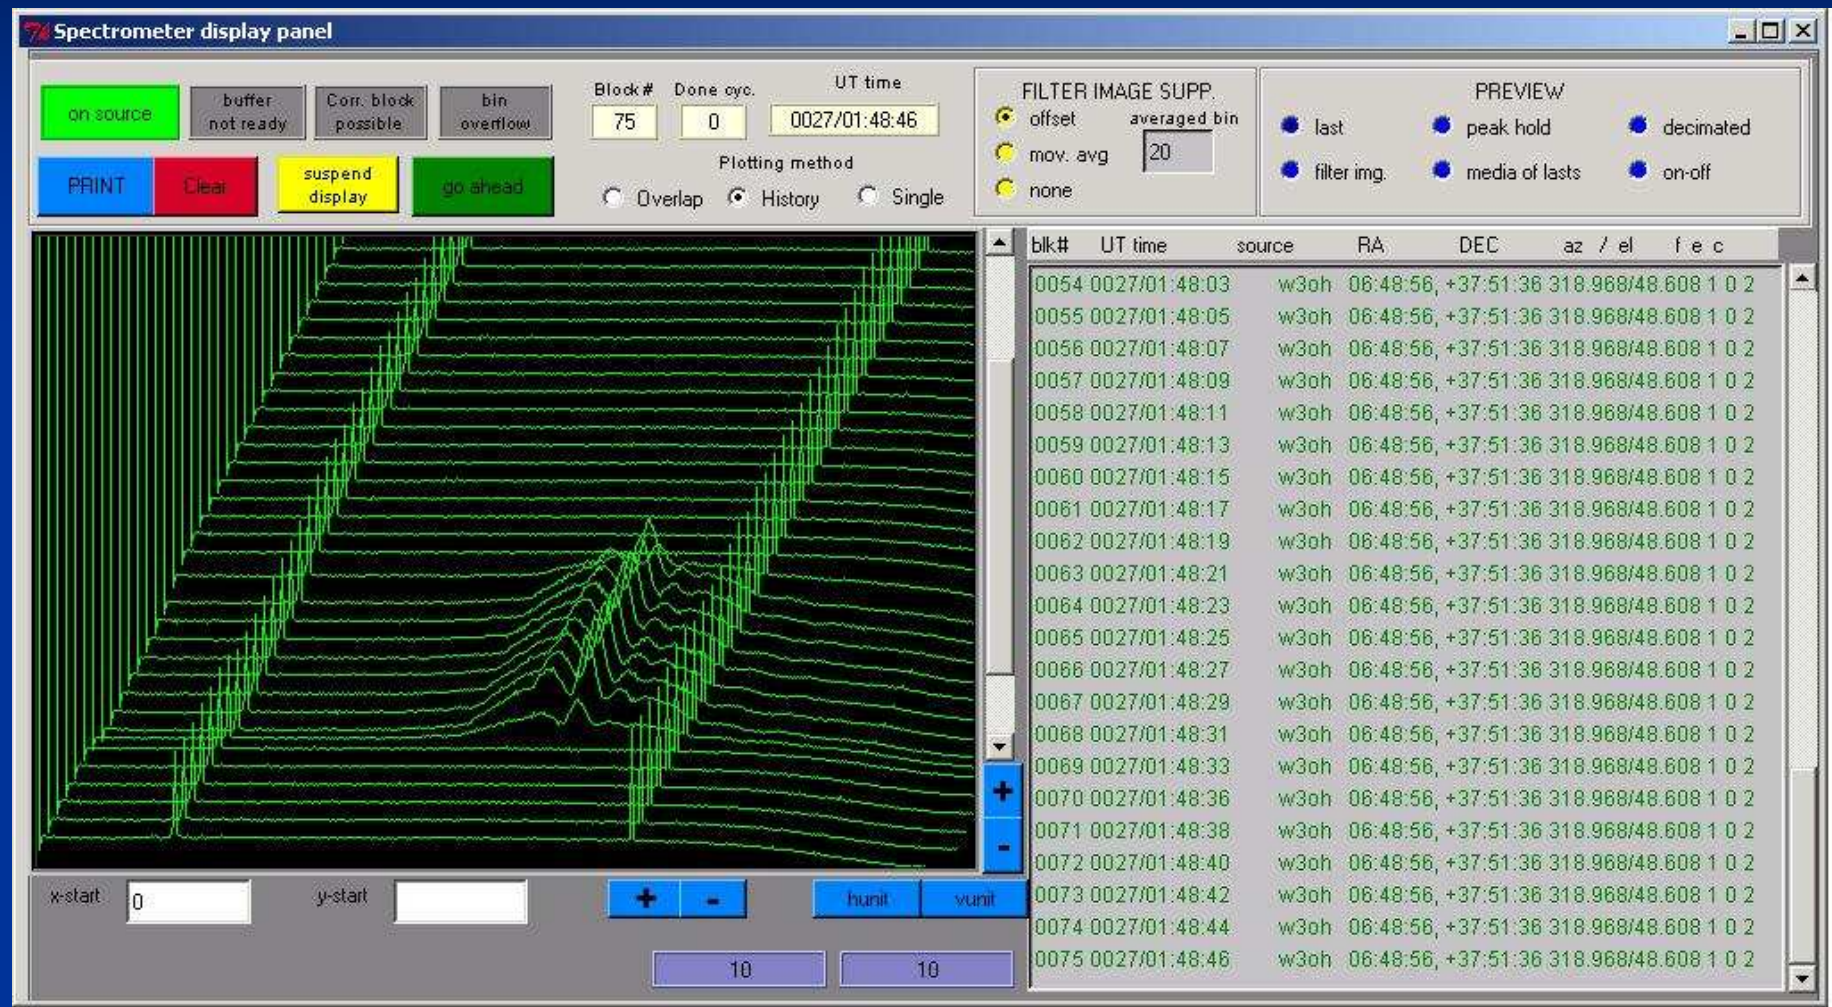 Spectrometer display panel
on source
buffer
not ready
Corr. block
possible
bin
overflow
Block #
Done cyc.
UT time
75
0
0027/01:48:46
PRINT
Clear
suspend
display
go ahead
Plotting method
Overlap
History
Single
FILTER IMAGE SUPP.
offset
averaged bin
mov. avg
20
none
PREVIEW
last
peak hold
decimated
filter img.
media of lasts
on-off
blk# UT time source RA DEC az / el f e c
0054 0027/01:48:03 w3oh 06:48:56, +37:51:36 318.968/48.608 1 0 2
0055 0027/01:48:05 w3oh 06:48:56, +37:51:36 318.968/48.608 1 0 2
0056 0027/01:48:07 w3oh 06:48:56, +37:51:36 318.968/48.608 1 0 2
0057 0027/01:48:09 w3oh 06:48:56, +37:51:36 318.968/48.608 1 0 2
0058 0027/01:48:11 w3oh 06:48:56, +37:51:36 318.968/48.608 1 0 2
0059 0027/01:48:13 w3oh 06:48:56, +37:51:36 318.968/48.608 1 0 2
0060 0027/01:48:15 w3oh 06:48:56, +37:51:36 318.968/48.608 1 0 2
0061 0027/01:48:17 w3oh 06:48:56, +37:51:36 318.968/48.608 1 0 2
0062 0027/01:48:19 w3oh 06:48:56, +37:51:36 318.968/48.608 1 0 2
0063 0027/01:48:21 w3oh 06:48:56, +37:51:36 318.968/48.608 1 0 2
0064 0027/01:48:23 w3oh 06:48:56, +37:51:36 318.968/48.608 1 0 2
0065 0027/01:48:25 w3oh 06:48:56, +37:51:36 318.968/48.608 1 0 2
0066 0027/01:48:27 w3oh 06:48:56, +37:51:36 318.968/48.608 1 0 2
0067 0027/01:48:29 w3oh 06:48:56, +37:51:36 318.968/48.608 1 0 2
0068 0027/01:48:31 w3oh 06:48:56, +37:51:36 318.968/48.608 1 0 2
0069 0027/01:48:33 w3oh 06:48:56, +37:51:36 318.968/48.608 1 0 2
0070 0027/01:48:36 w3oh 06:48:56, +37:51:36 318.968/48.608 1 0 2
0071 0027/01:48:38 w3oh 06:48:56, +37:51:36 318.968/48.608 1 0 2
0072 0027/01:48:40 w3oh 06:48:56, +37:51:36 318.968/48.608 1 0 2
0073 0027/01:48:42 w3oh 06:48:56, +37:51:36 318.968/48.608 1 0 2
0074 0027/01:48:44 w3oh 06:48:56, +37:51:36 318.968/48.608 1 0 2
0075 0027/01:48:46 w3oh 06:48:56, +37:51:36 318.968/48.608 1 0 2
+
-
x-start
0
y-start
+
-
hunit
vunit
10
10